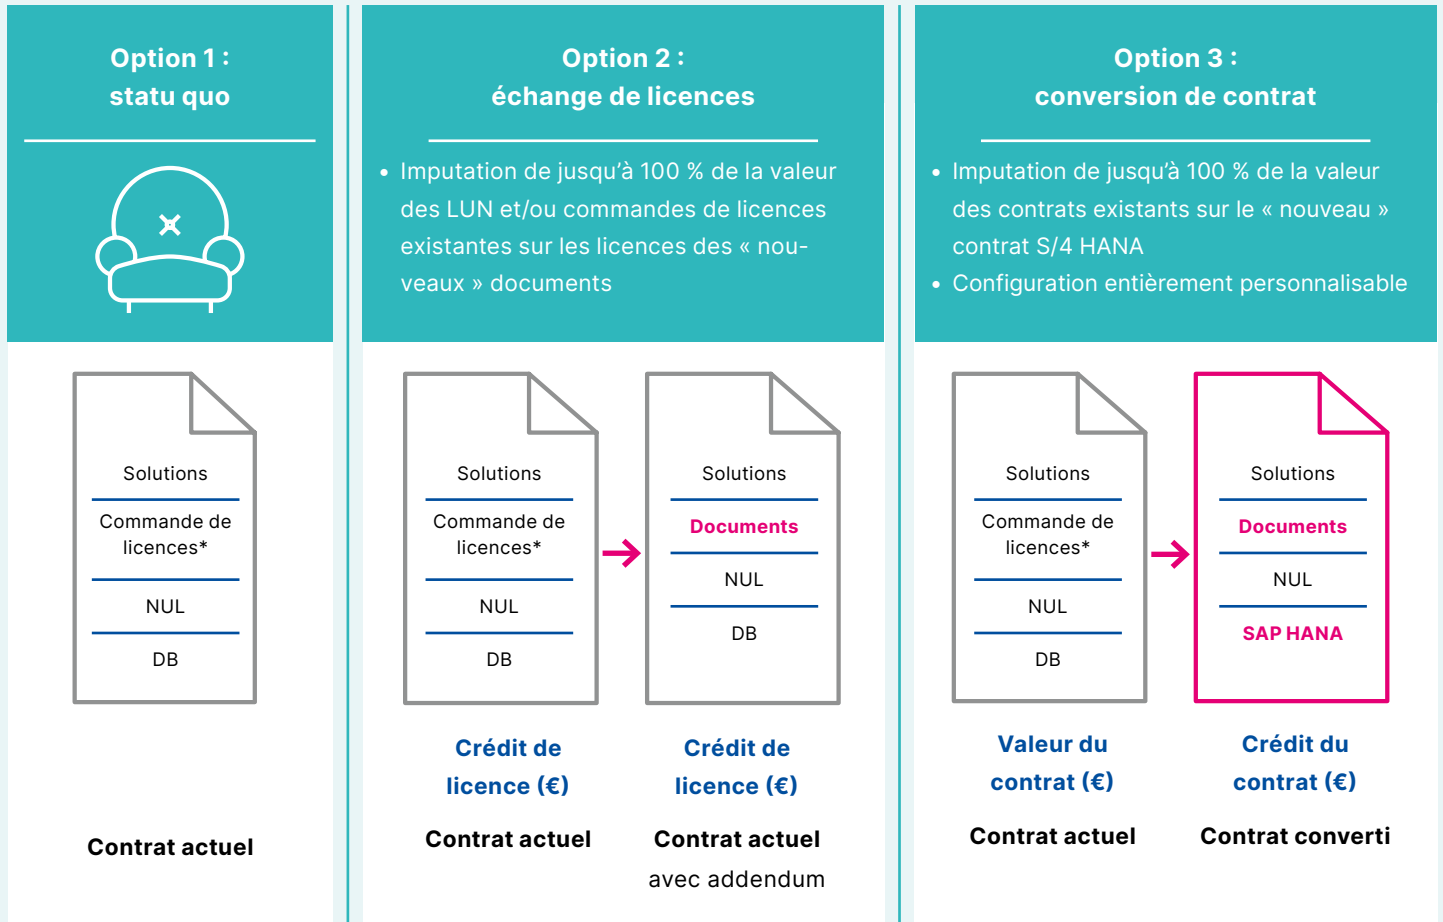 Option 1 :
statu quo
Option 2 :
échange de licences
• Imputation de jusqu’à 100 % de la valeur
des LUN et/ou commandes de licences
existantes sur les licences des « nou-
veaux » documents
Option 3 :
conversion de contrat
• Imputation de jusqu’à 100 % de la valeur
des contrats existants sur le « nouveau »
contrat S/4 HANA
• Configuration entièrement personnalisable
Solutions
Commande de
licences*
NUL
DB
Contrat actuel
Solutions
Commande de
licences*
NUL
DB
Crédit de
licence (€)
Contrat actuel
Solutions
Documents
NUL
DB
Crédit de
licence (€)
Contrat actuel
avec addendum
Solutions
Commande de
licences*
NUL
DB
Valeur du
contrat (€)
Contrat actuel
Solutions
Documents
NUL
SAP HANA
Crédit du
contrat (€)
Contrat converti